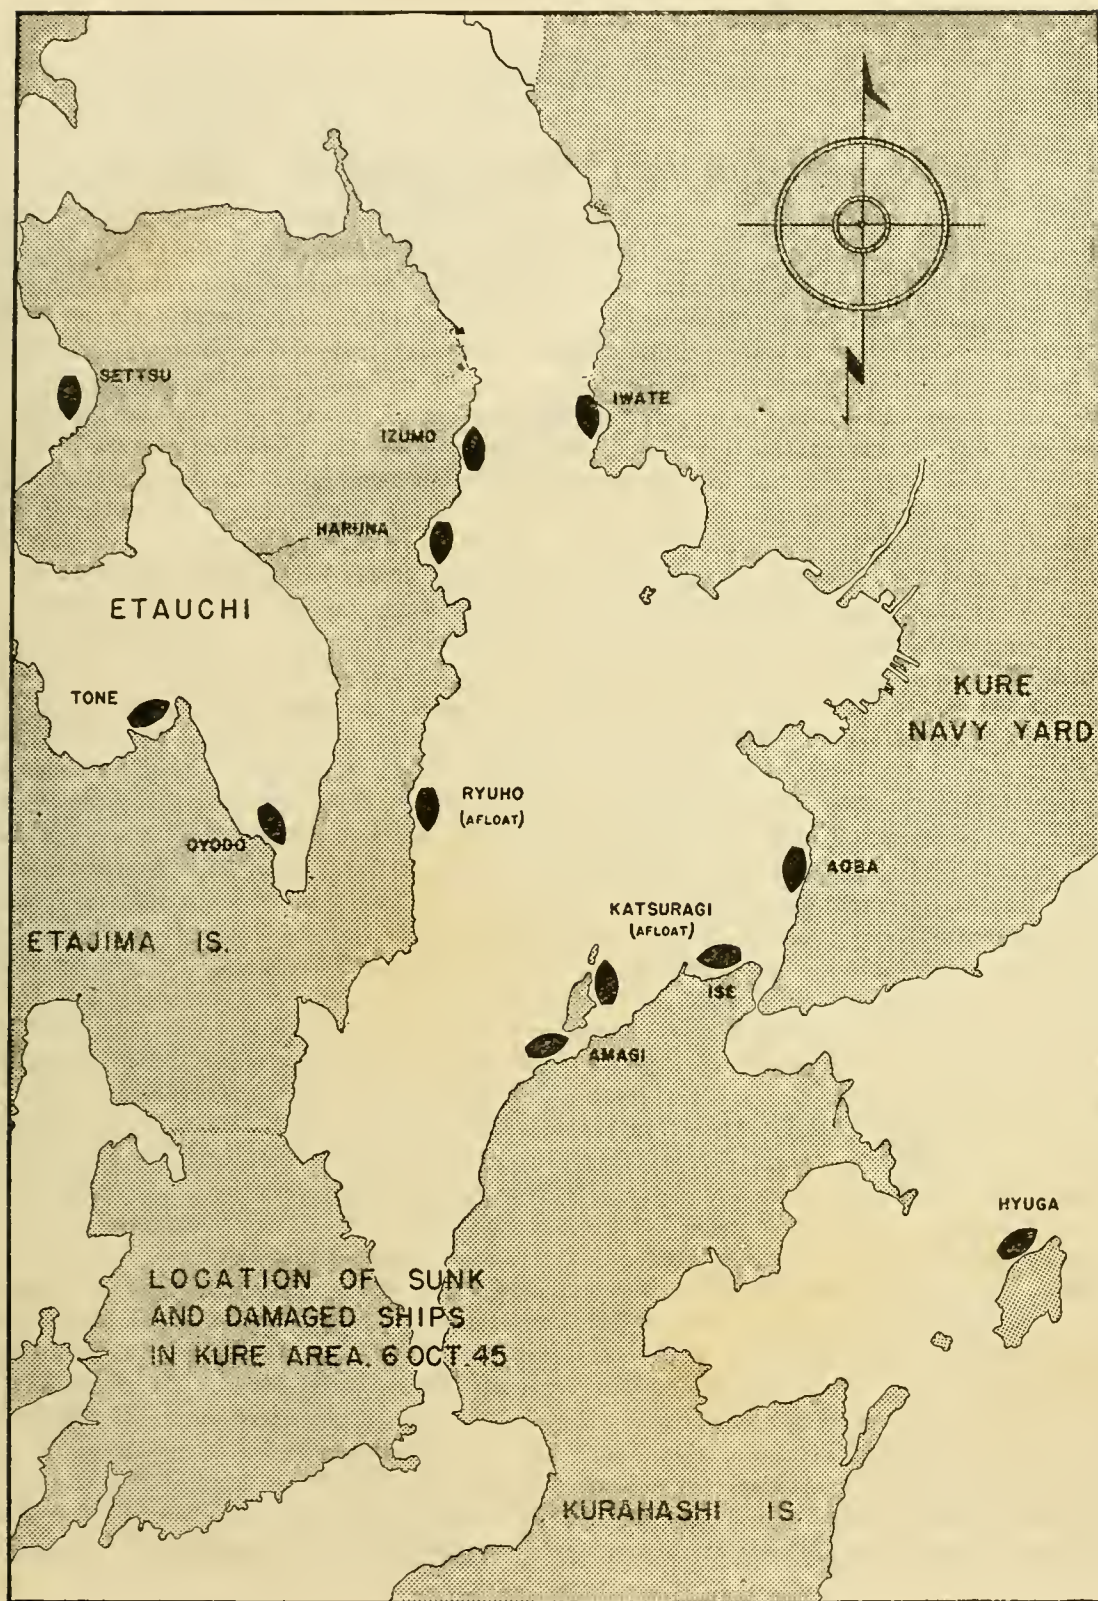 SETTSU
IWATE
IZUMO
HARUNA
ETAUCHI
TONE
KURE
NAVY YARD
RYUHO
(AFLOAT)
OYODO
AOBA
KATSURAGI
(AFLOAT)
ETAJIMA IS.
ISE
AMAGI
HYUGA
LOCATION OF SUNK
AND DAMAGED SHIPS
IN KURE AREA. 6 OCT. 45
KURAHASHI IS.
N